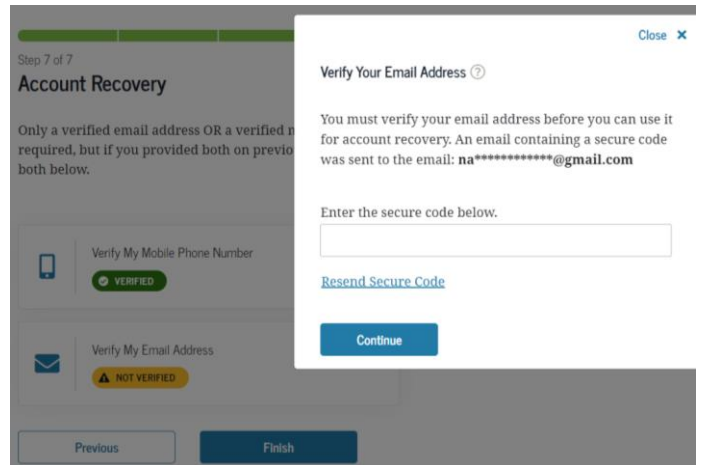 Step 7 of 7
Account Recovery
Only a verified email address OR a verified
required, but if you provided both on
both below.
Verify My Mobile Phone Number
VERIFIED
Verify My Email Address
NOT VERIFIED
Previous
Finish
Close ×
Verify Your Email Address ?
You must verify your email address before you can use it
for account recovery. An email containing a secure code
was sent to the email: na************@gmail.com
Enter the secure code below.
Resend Secure Code
Continue